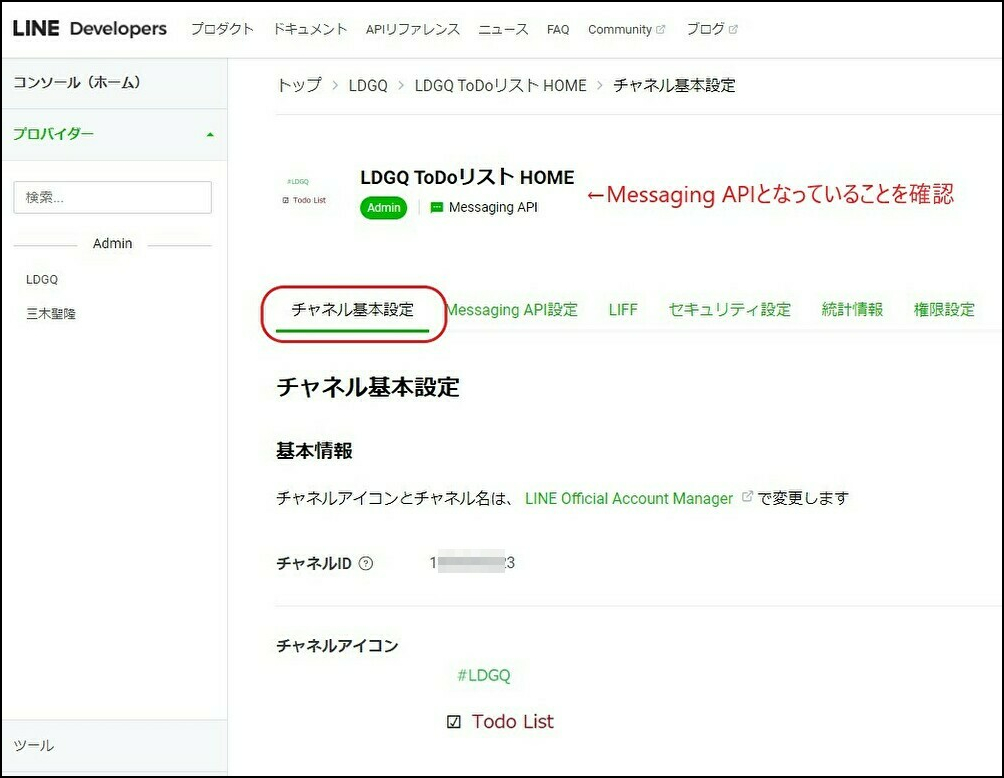 LINE Developers プロダクト ドキュメント APIリファレンス ニュース FAQ Community ブログ
コンソール（ホーム）
プロバイダー
検索...
Admin
LDGQ
三木聖隆
ツール
トップ > LDGQ > LDGQ ToDoリスト HOME > チャネル基本設定
#LDGQ
☑ Todo List
LDGQ ToDoリスト HOME
Admin Messaging API
←Messaging APIとなっていることを確認
チャネル基本設定 Messaging API設定 LIFF セキュリティ設定 統計情報 権限設定
チャネル基本設定
基本情報
チャネルアイコンとチャネル名は、 LINE Official Account Manager で変更します
チャネルID ? 1 3
チャネルアイコン
#LDGQ
☑ Todo List